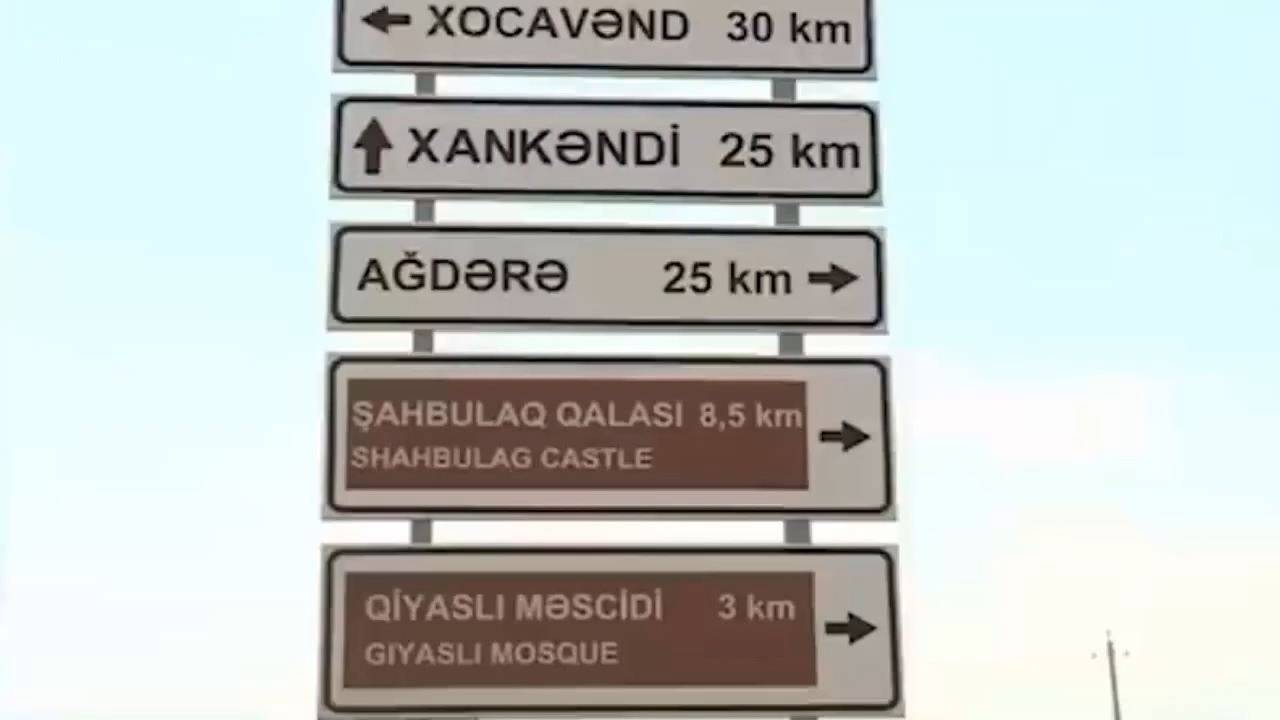 XOCAVƏND 30 km
XANKƏNDİ 25 km
AĞDƏRƏ 25 km
ŞAHBULAQ QALASI 8,5 km
SHAHBULAG CASTLE
QİYASLI MƏSCİDİ 3 km
GIYASLI MOSQUE